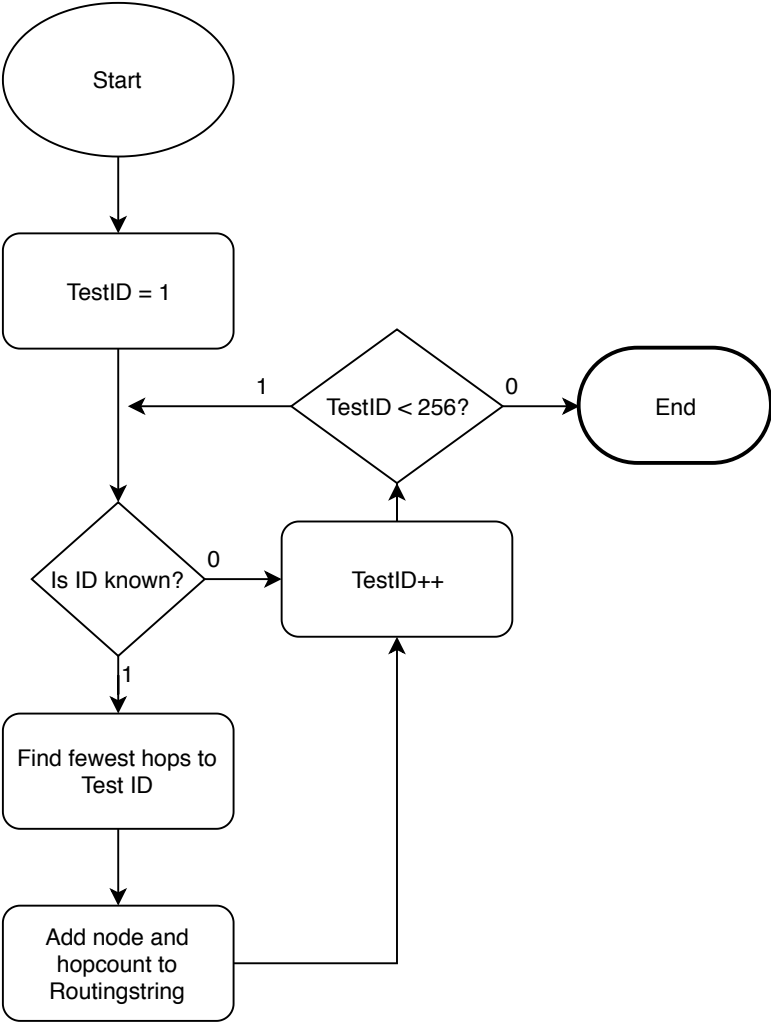 Start
TestID = 1
1
TestID < 256?
0
End
Is ID known?
0
TestID++
1
Find fewest hops to
Test ID
Add node and
hopcount to
Routingstring